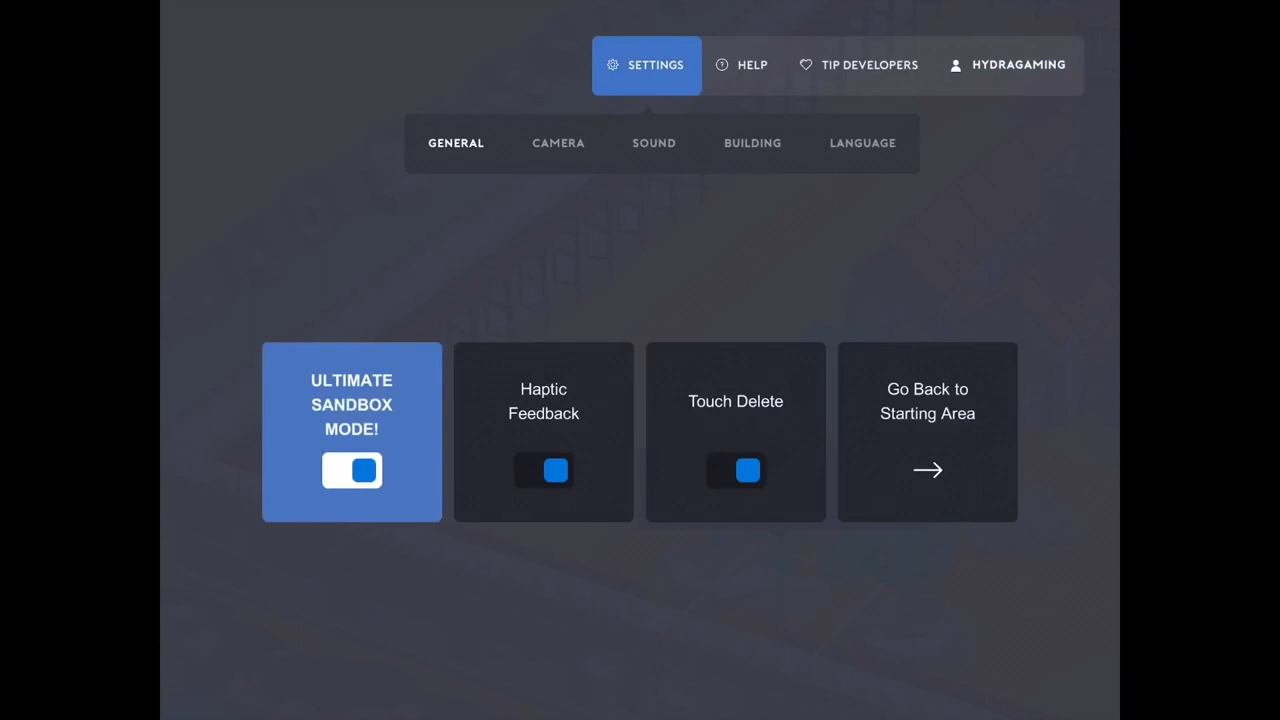 SETTINGS
HELP
TIP DEVELOPERS
HYDRAGAMING
GENERAL
CAMERA
SOUND
BUILDING
LANGUAGE
ULTIMATE
SANDBOX
MODE!
Haptic
Feedback
Touch Delete
Go Back to
Starting Area